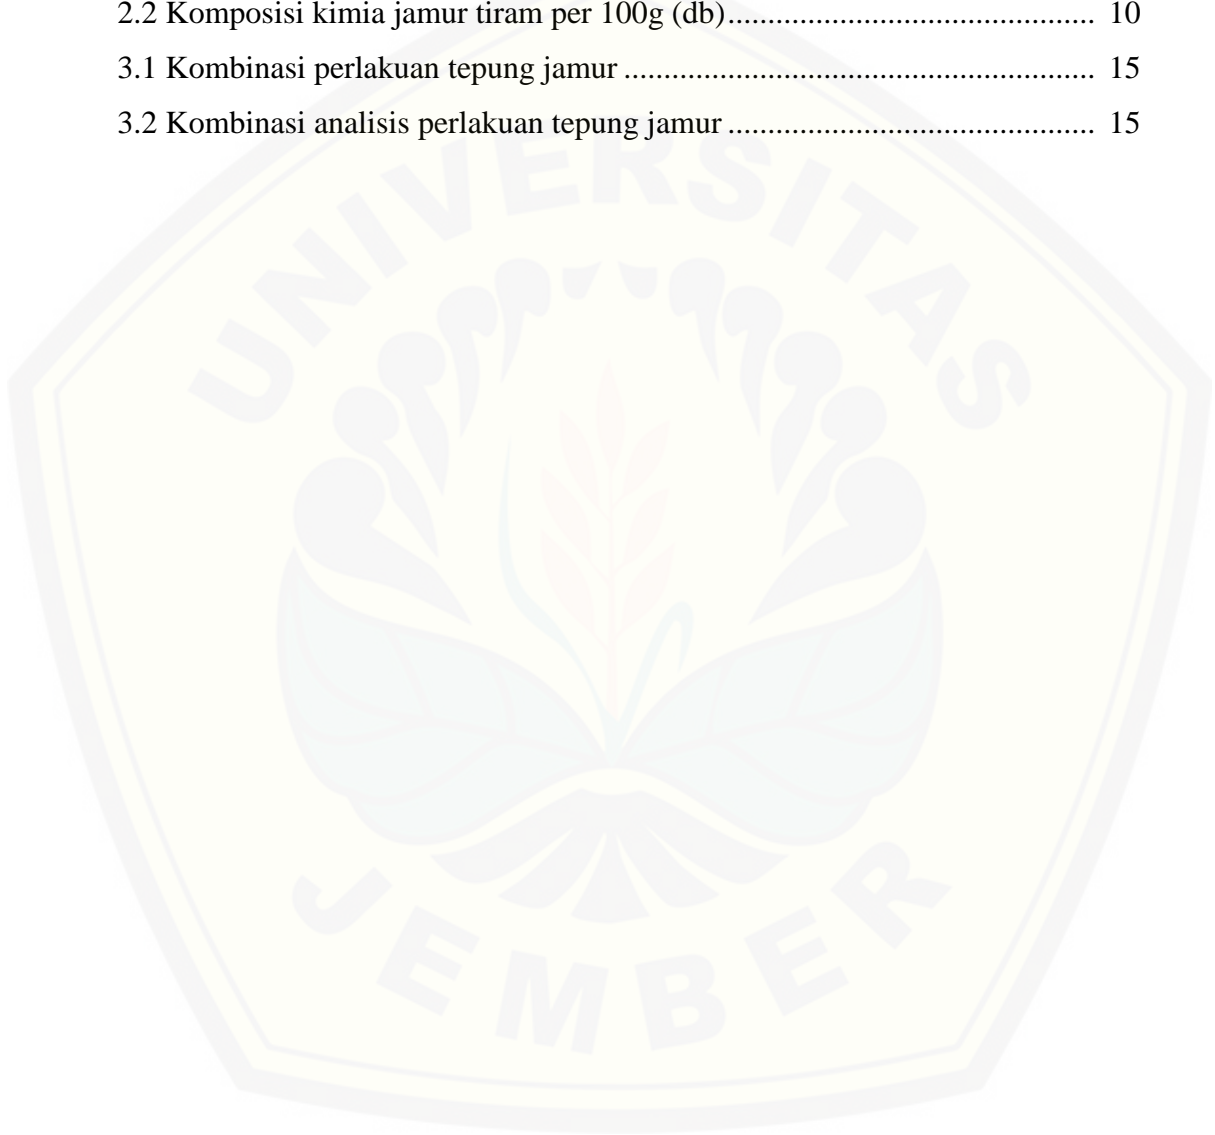 2.2 Komposisi kimia jamur tiram per 100g (db).............................................. 10
3.1 Kombinasi perlakuan tepung jamur ........................................................... 15
3.2 Kombinasi analisis perlakuan tepung jamur .............................................. 15
UNIVERSITAS
JEMBER